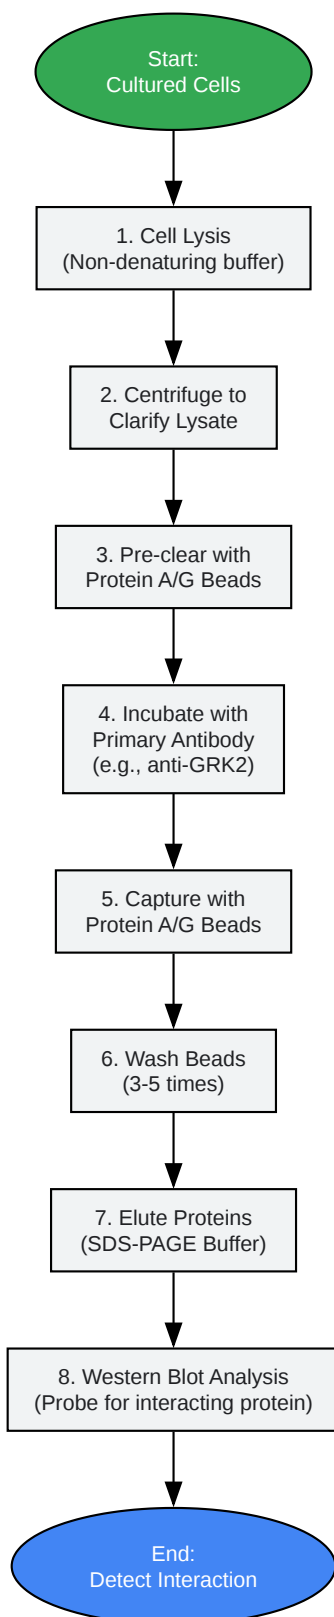 Start:
Cultured Cells
1. Cell Lysis
(Non-denaturing buffer)
2. Centrifuge to
Clarify Lysate
3. Pre-clear with
Protein A/G Beads
4. Incubate with
Primary Antibody
(e.g., anti-GRK2)
5. Capture with
Protein A/G Beads
6. Wash Beads
(3-5 times)
7. Elute Proteins
(SDS-PAGE Buffer)
8. Western Blot Analysis
(Probe for interacting protein)
End:
Detect Interaction